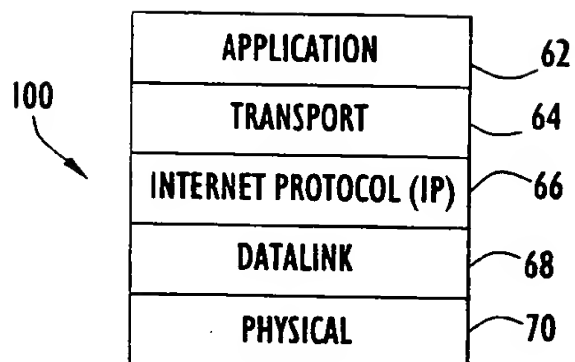 APPLICATION 62
100
TRANSPORT 64
INTERNET PROTOCOL (IP) 66
DATALINK 68
PHYSICAL 70